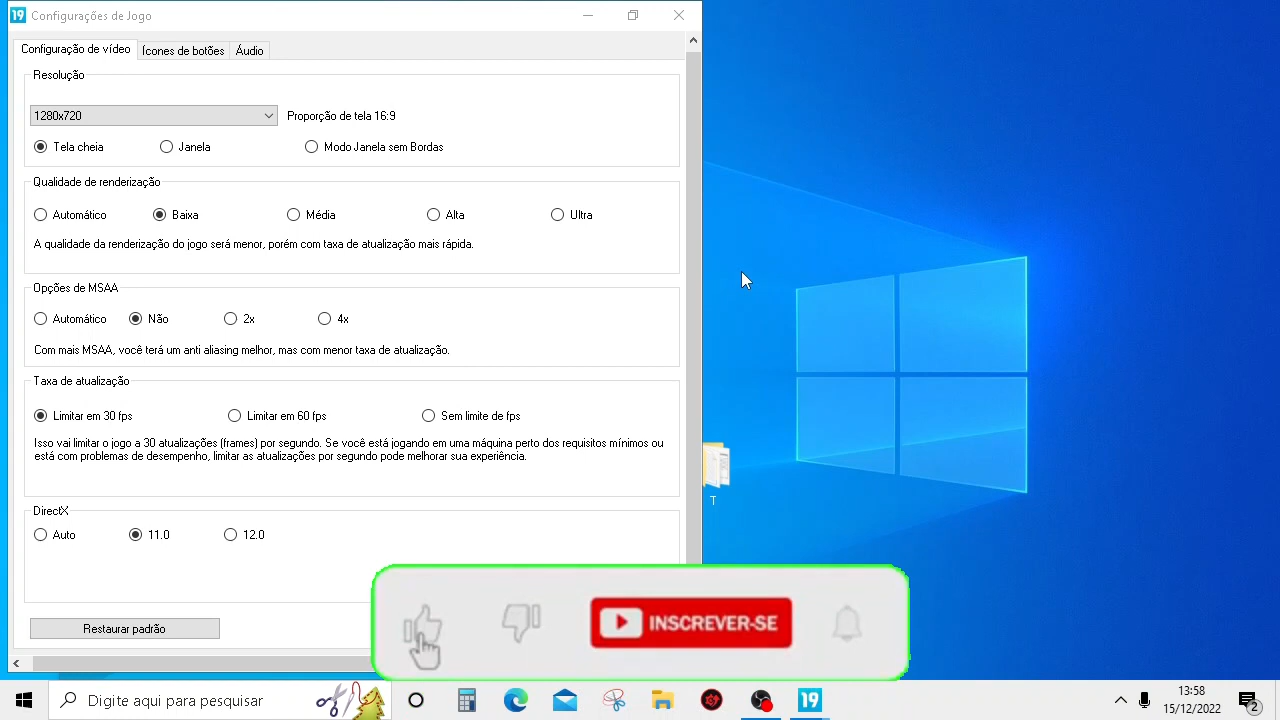 19 Configurações de Jogo
Configuração de vídeo Ícones de botões Áudio
Resolução
1280x720 Proporção de tela 16:9
Tela cheia Janela Modo Janela sem Bordas
Qualidade de renderização
Automático Baixa Média Alta Ultra
A qualidade da renderização do jogo será menor, porém com taxa de atualização mais rápida.
Opções de MSAA
Automático Não 2x 4x
Com mais MSAA, você terá um anti aliasing melhor, mas com menor taxa de atualização.
Taxa de atualização
Limitar em 30 fps Limitar em 60 fps Sem limite de fps
Isso vai limitar o jogo a 30 atualizações (frames) por segundo. Se você está jogando em uma máquina perto dos requisitos mínimos ou
está com problemas de desempenho, limitar as atualizações por segundo pode melhorar sua experiência.
T
DirectX
Auto 11.0 12.0
Restaurar padrão
INSCREVER-SE
Digite aqui para pesquisar
19
13:58
15/12/2022
2